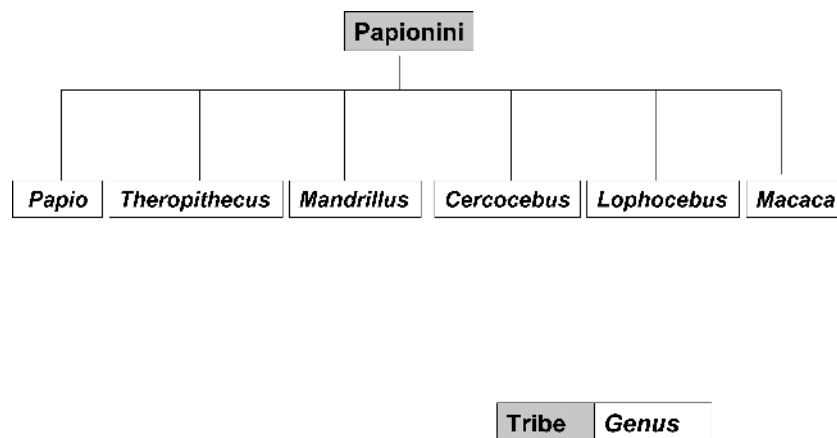 Papionini
Papio Theropithecus Mandrillus Cercocebus Lophocebus Macaca
Tribe Genus